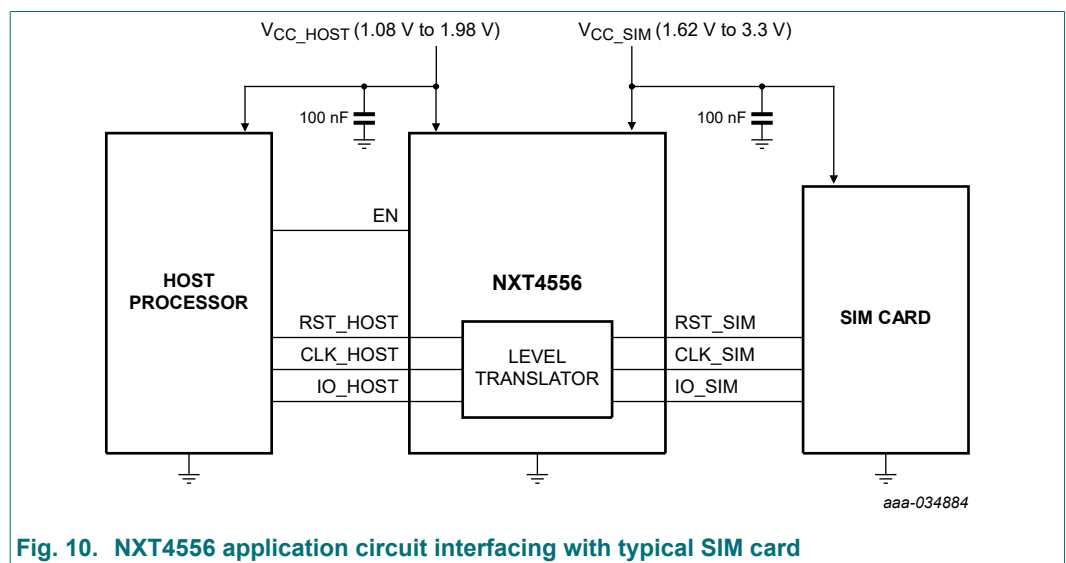 VCC_HOST (1.08 V to 1.98 V)
VCC_SIM (1.62 V to 3.3 V)
100 nF
100 nF
EN
HOST
PROCESSOR
NXT4556
SIM CARD
RST_HOST
CLK_HOST
IO_HOST
LEVEL
TRANSLATOR
RST_SIM
CLK_SIM
IO_SIM
aaa-034884
Fig. 10. NXT4556 application circuit interfacing with typical SIM card